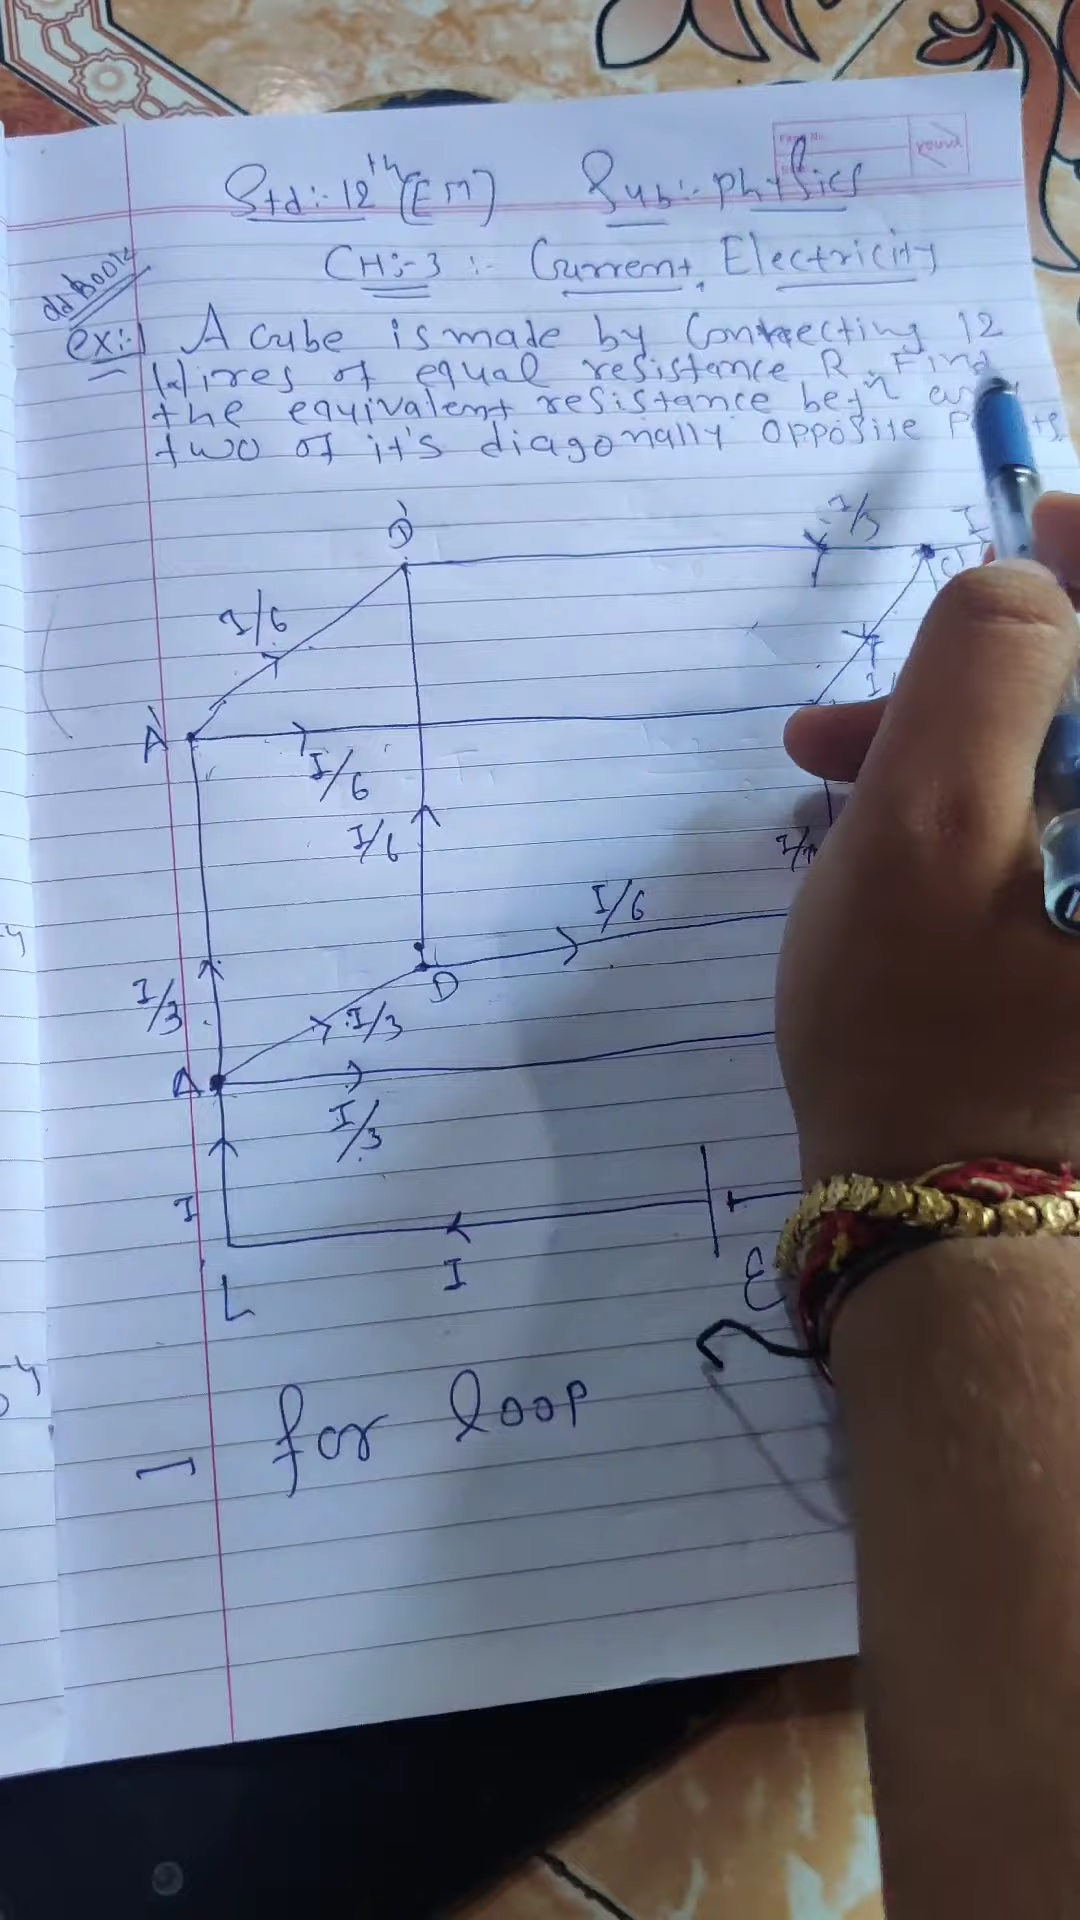 Std:- 12th (EM) Sub:- physics
CH:-3 :- Current Electricity
ex:-1 A cube is made by Connecting 12
Wires of equal resistance R. Find
the equivalent resistance betn any
two of it's diagonally opposite
D'
I/3
I
I/6
A'
I/6
I/6
I/6
D
I/3
I/3
A
I/3
I
I
L
E
- for loop